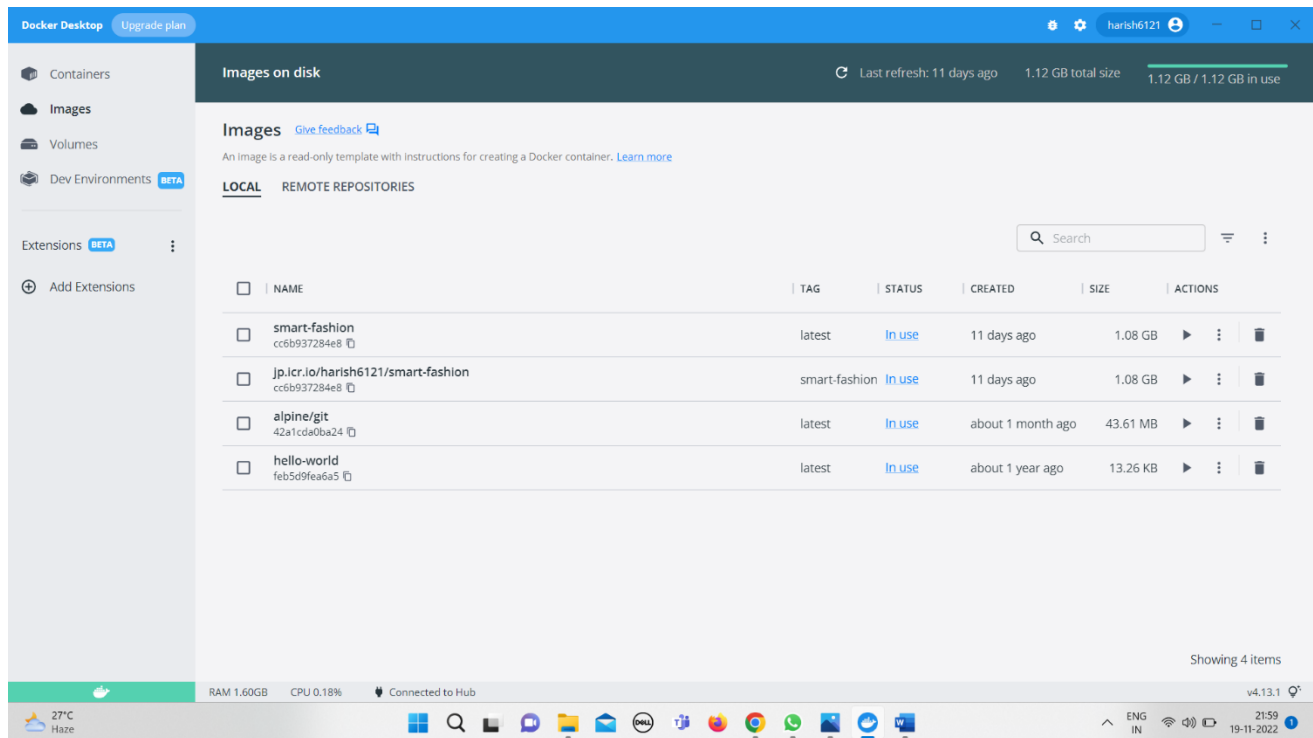 Docker Desktop Upgrade plan harish6121
Containers
Images
Volumes
Dev Environments BETA
Extensions BETA
Add Extensions
Images on disk Last refresh: 11 days ago 1.12 GB total size 1.12 GB / 1.12 GB in use
Images Give feedback
An image is a read-only template with instructions for creating a Docker container. Learn more
LOCAL REMOTE REPOSITORIES
Search
NAME TAG STATUS CREATED SIZE ACTIONS
smart-fashion latest In use 11 days ago 1.08 GB
cc6b937284e8
jp.icr.io/harish6121/smart-fashion smart-fashion In use 11 days ago 1.08 GB
cc6b937284e8
alpine/git latest In use about 1 month ago 43.61 MB
42a1cda0ba24
hello-world latest In use about 1 year ago 13.26 KB
feb5d9fea6a5
Showing 4 items
RAM 1.60GB CPU 0.18% Connected to Hub v4.13.1
27°C
Haze
DELL
W
ENG
IN
21:59
19-11-2022
1